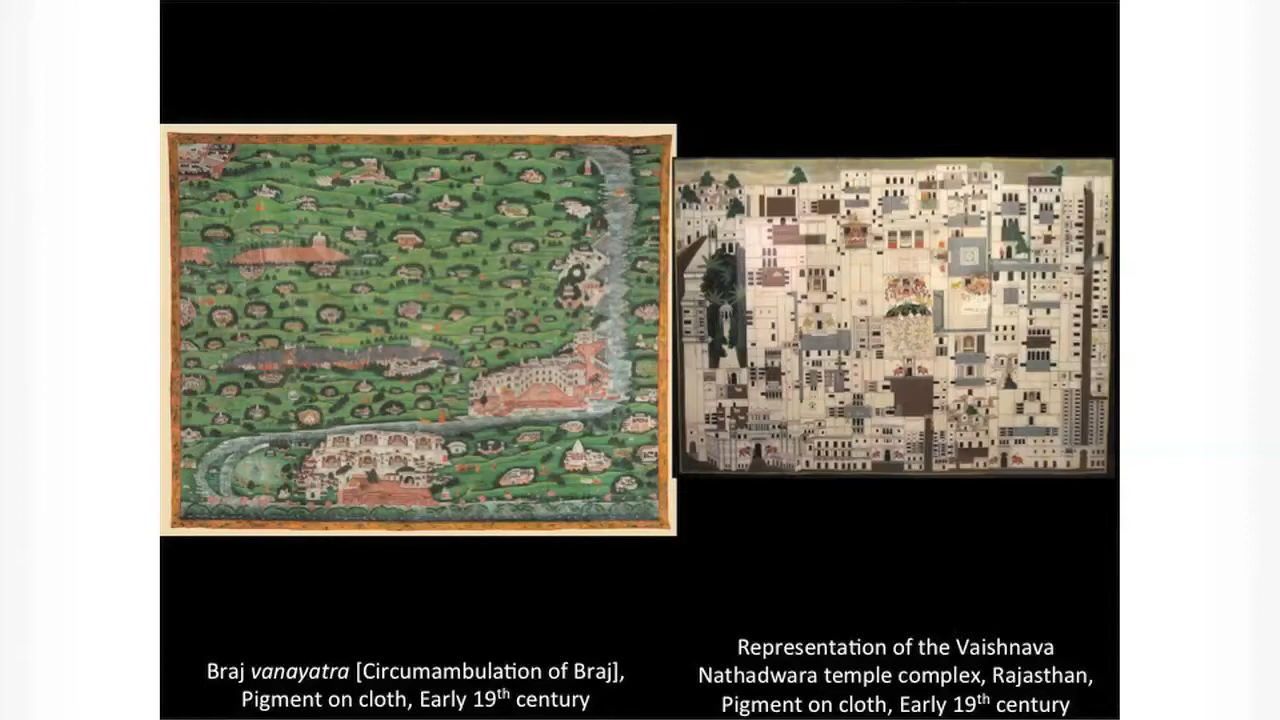 Braj vanayatra [Circumambulation of Braj],
Pigment on cloth, Early 19th century
Representation of the Vaishnava
Nathadwara temple complex, Rajasthan,
Pigment on cloth, Early 19th century